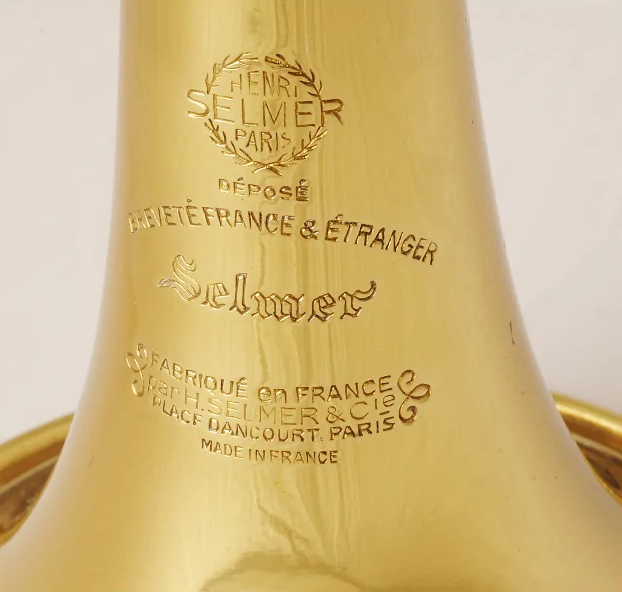 HENRI
SELMER
PARIS
DÉPOSÉ
BREVETÉ FRANCE & ÉTRANGER
Selmer
FABRIQUÉ en FRANCE
par H. SELMER & Cie
PLACE DANCOURT. PARIS
MADE IN FRANCE